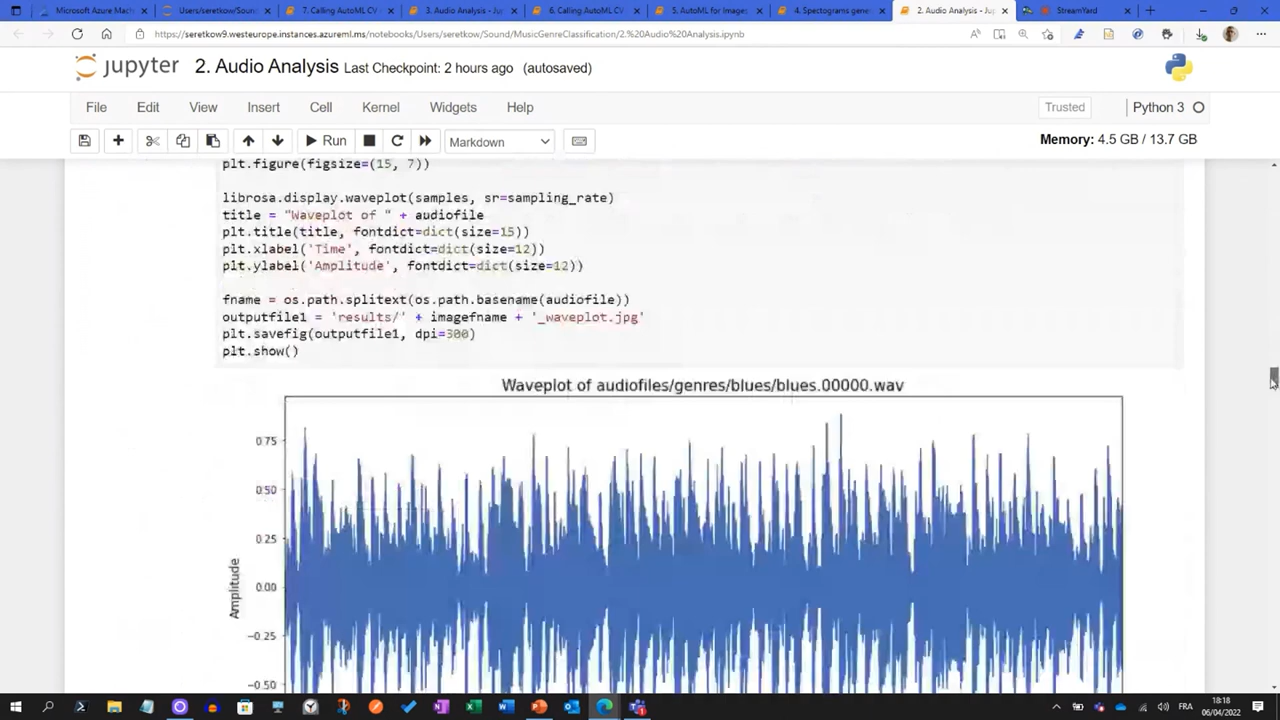 Microsoft Azure Mach
Users/seretkow/Soun
7. Calling AutoML CV
3. Audio Analysis - Ju
6. Calling AutoML CV
5. AutoML for Images
4. Spectograms gene
2. Audio Analysis - Jup
StreamYard
https://seretkow9.westeurope.instances.azureml.ms/notebooks/Users/seretkow/Sound/MusicGenreClassification/2.%20Audio%20Analysis.ipynb
jupyter 2. Audio Analysis Last Checkpoint: 2 hours ago (autosaved)
File Edit View Insert Cell Kernel Widgets Help Trusted Python 3
Run Markdown Memory: 4.5 GB / 13.7 GB
plt.figure(figsize=(15, 7))
librosa.display.waveplot(samples, sr=sampling_rate)
title = "Waveplot of " + audiofile
plt.title(title, fontdict=dict(size=15))
plt.xlabel('Time', fontdict=dict(size=12))
plt.ylabel('Amplitude', fontdict=dict(size=12))
fname = os.path.splitext(os.path.basename(audiofile))
outputfile1 = 'results/' + imagefname + '_waveplot.jpg'
plt.savefig(outputfile1, dpi=300)
plt.show()
Waveplot of audiofiles/genres/blues/blues.00000.wav
0.75
0.50
0.25
0.00
−0.25
−0.50
Amplitude
FRA
18:18
06/04/2022